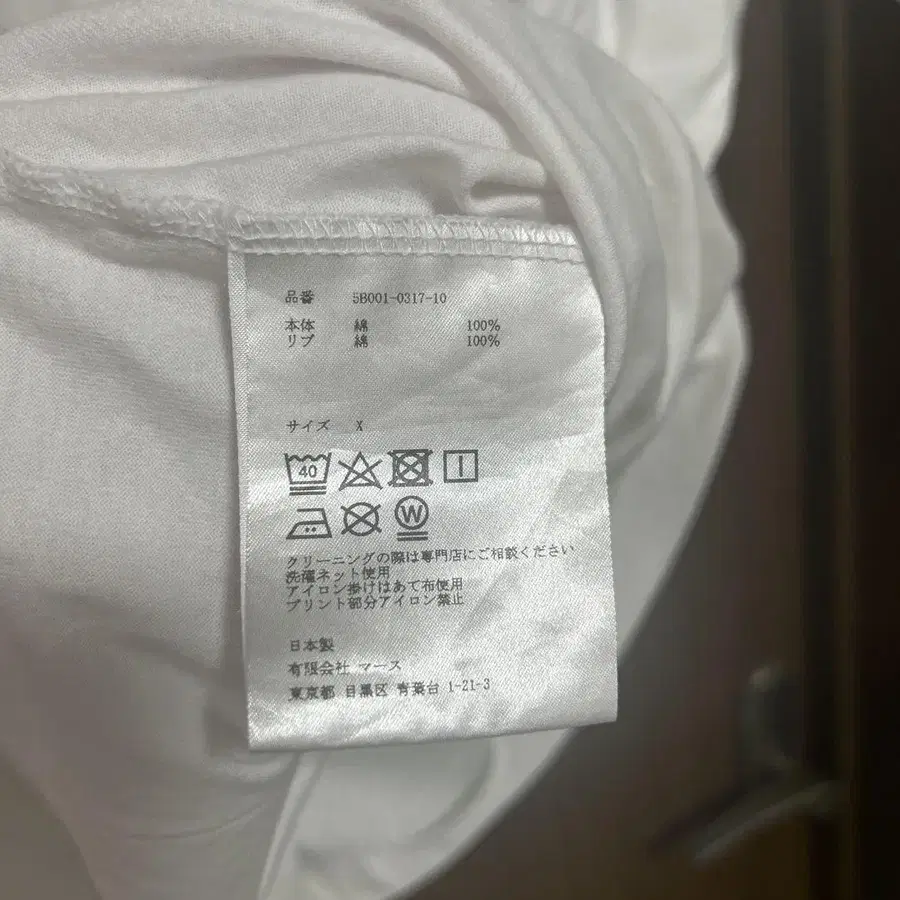 品番 5B001-0317-10
本体 綿 100%
リブ 綿 100%
サイズ X
40
W
クリーニングの際は専門店にご相談ください
洗濯ネット使用
アイロン掛けはあて布使用
プリント部分アイロン禁止
日本製
有限会社 マース
東京都 目黒区 青葉台 1-21-3